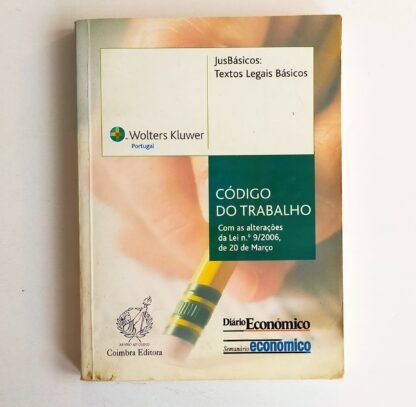 JusBásicos:
Textos Legais Básicos
Wolters Kluwer
Portugal
CÓDIGO
DO TRABALHO
Com as alterações
da Lei n.º 9/2006,
de 20 de Março
Coimbra Editora
Diário Económico
Semanário económico